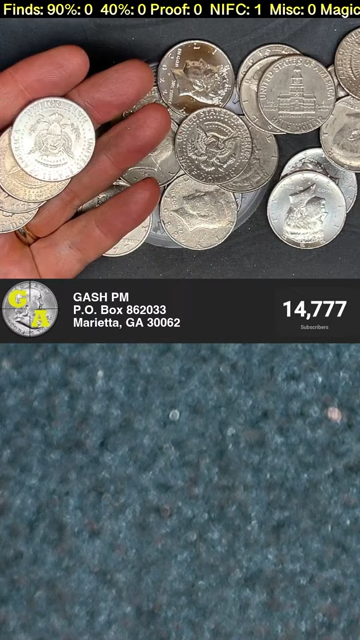 Finds: 90%: 0 40%: 0 Proof: 0 NIFC: 1 Misc: 0 Magic
GASH PM
P.O. Box 862033
Marietta, GA 30062
G
A
14,777
Subscribers